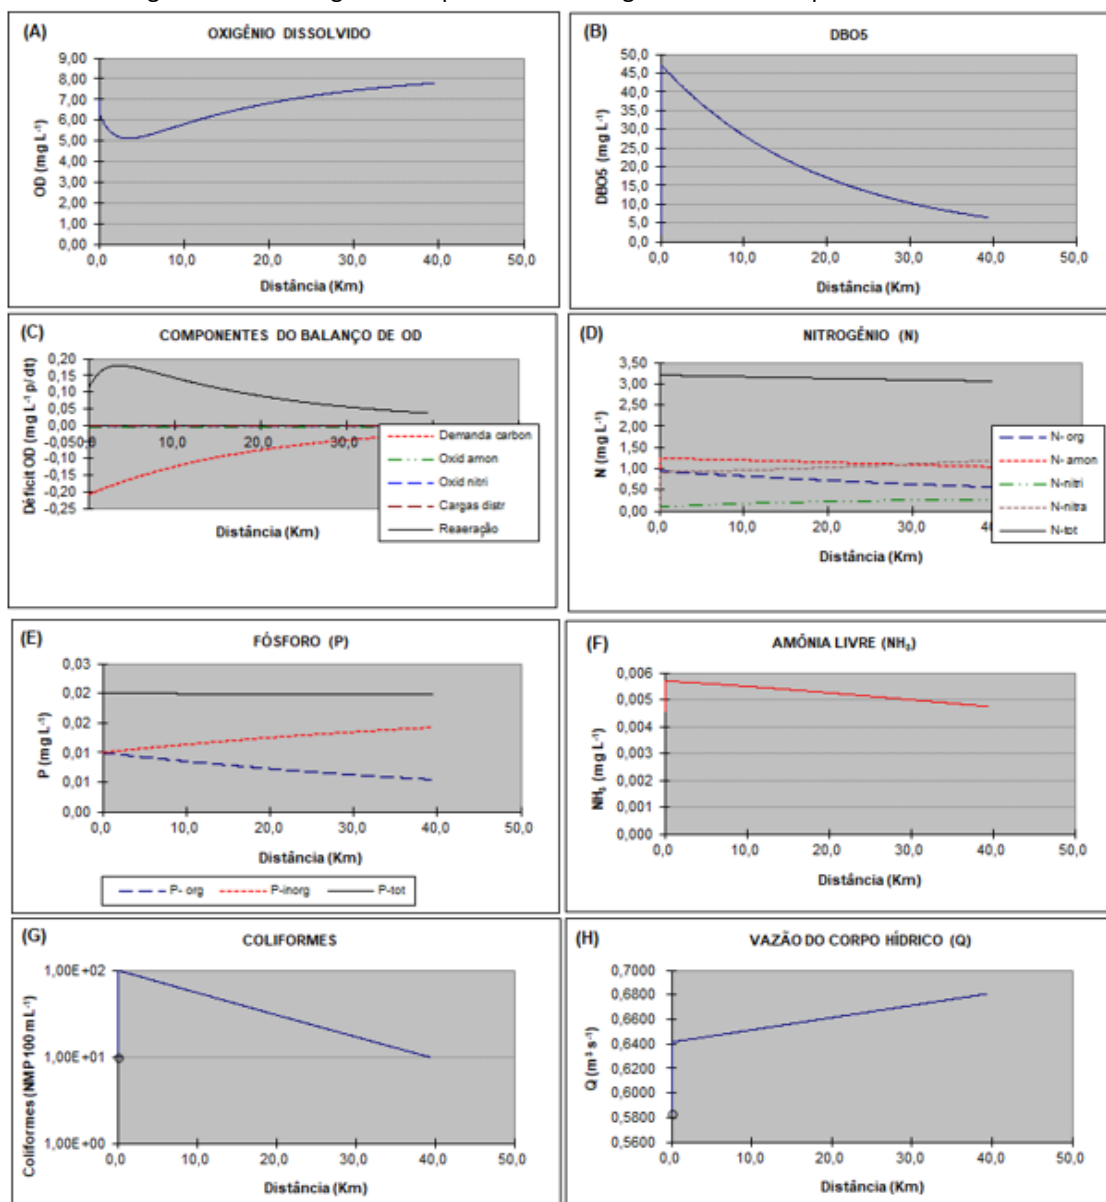 (A) OXIGÊNIO DISSOLVIDO
OD (mg L-¹)
9,00
8,00
7,00
6,00
5,00
4,00
3,00
2,00
1,00
0,00
0,0 10,0 20,0 30,0 40,0 50,0
Distância (Km)
(B) DBO5
DBO5 (mg L-¹)
50,0
45,0
40,0
35,0
30,0
25,0
20,0
15,0
10,0
5,0
0,0
0,0 10,0 20,0 30,0 40,0 50,0
Distância (Km)
(C) COMPONENTES DO BALANÇO DE OD
Déficit OD (mg L-¹ p/dt)
0,20
0,15
0,10
0,05
0,00
-0,05
-0,10
-0,15
-0,20
-0,25
10,0 20,0 30,0
Distância (Km)
Demanda carbon
Oxid amon
Oxid nitri
Cargas distr
Reaeração
(D) NITROGÊNIO (N)
N (mg L-¹)
3,50
3,00
2,50
2,00
1,50
1,00
0,50
0,00
0,0 10,0 20,0 30,0
Distância (Km)
N- org
N- amon
N-nitri
N-nitra
N-tot
(E) FÓSFORO (P)
P (mg L-¹)
0,03
0,02
0,02
0,01
0,01
0,00
0,0 10,0 20,0 30,0 40,0 50,0
Distância (Km)
P- org P-inorg P-tot
(F) AMÔNIA LIVRE (NH₃)
NH₃ (mg L-¹)
0,006
0,005
0,004
0,003
0,002
0,001
0,000
0,0 10,0 20,0 30,0 40,0 50,0
Distância (Km)
(G) COLIFORMES
Coliformes (NMP 100 mL-¹)
1,00E+02
1,00E+01
1,00E+00
0,0 10,0 20,0 30,0 40,0 50,0
Distância (Km)
(H) VAZÃO DO CORPO HÍDRICO (Q)
Q (m³ s-¹)
0,7000
0,6800
0,6600
0,6400
0,6200
0,6000
0,5800
0,5600
0,0 10,0 20,0 30,0 40,0 50,0
Distância (Km)